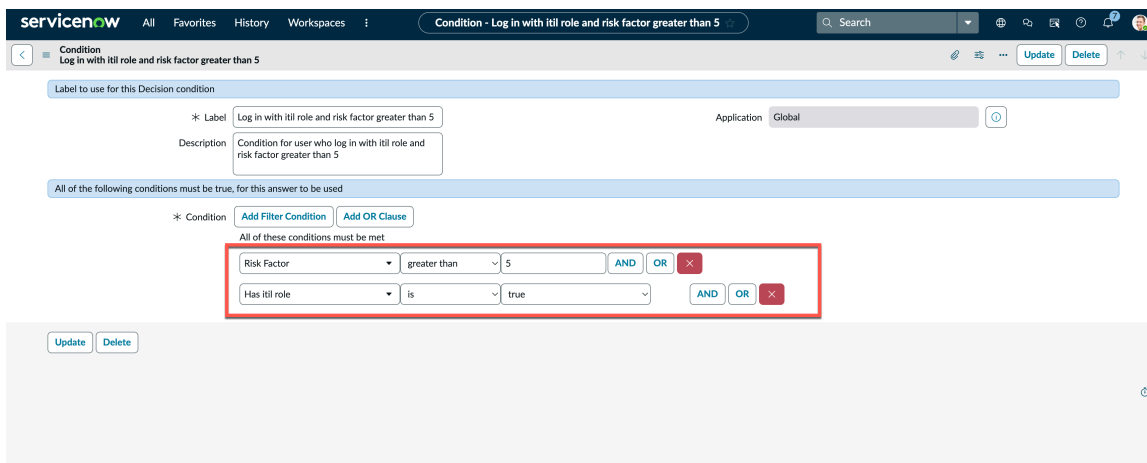 servicenow All Favorites History Workspaces Condition - Log in with itil role and risk factor greater than 5 Search 7
Condition
Log in with itil role and risk factor greater than 5
Update Delete
Label to use for this Decision condition
Label Log in with itil role and risk factor greater than 5 Application Global
Description Condition for user who log in with itil role and
risk factor greater than 5
All of the following conditions must be true, for this answer to be used
Condition Add Filter Condition Add OR Clause
All of these conditions must be met
Risk Factor greater than 5 AND OR
Has itil role is true AND OR
Update Delete